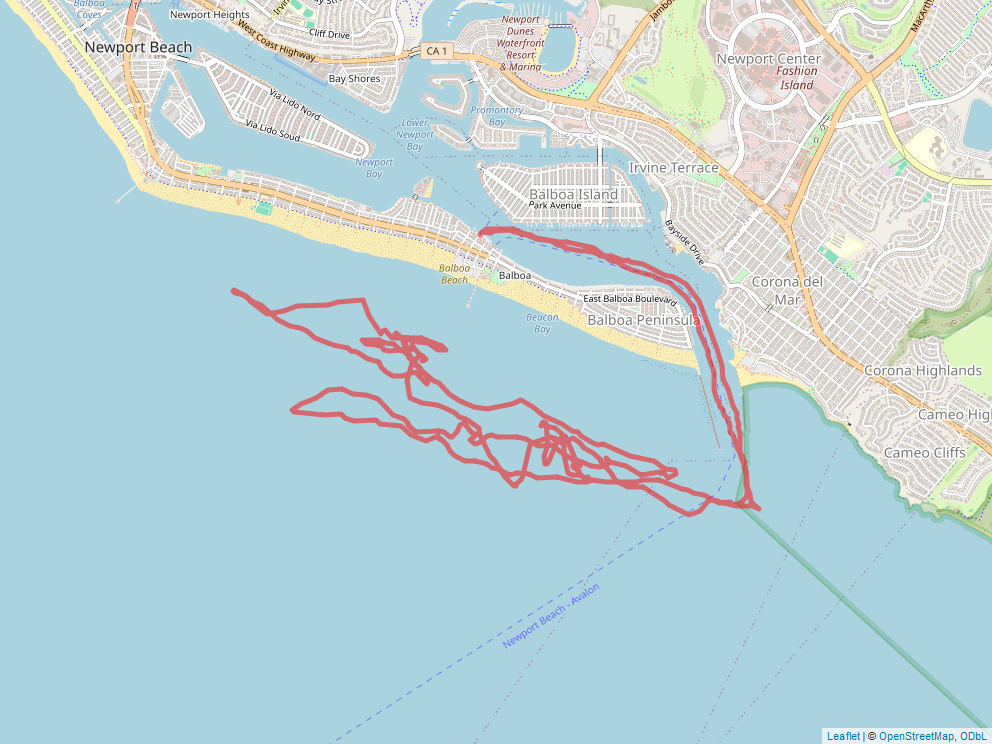 Balboa
Coves
Newport Heights
Cliff Drive
West Coast Highway
Newport Beach
CA 1
Bay Shores
Newport
Dunes
Waterfront
Resort
& Marina
Newport Center
Fashion
Island
Via Lido Nord
Via Lido Soud
Promontory
Bay
Lower
Newport
Bay
Newport
Bay
Irvine Terrace
Balboa Island
Park Avenue
Bayside Drive
Balboa
Beach
Balboa
Corona del
Mar
East Balboa Boulevard
Balboa Peninsula
Beacon
Bay
Corona Highlands
Cameo Hig
Cameo Cliffs
Newport Beach - Avalon
Leaflet | © OpenStreetMap, ODbL